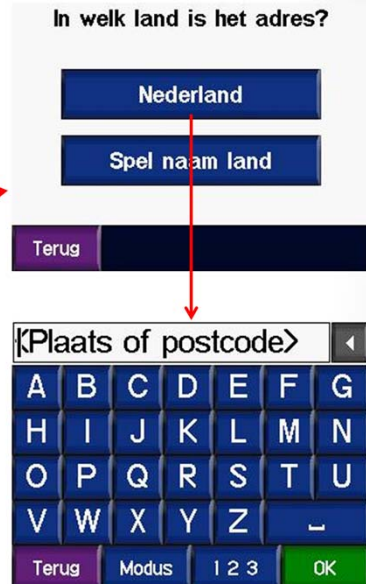 In welk land is het adres?
Nederland
Spel naam land
Terug
<Plaats of postcode>
A B C D E F G
H I J K L M N
O P Q R S T U
V W X Y Z
Terug Modus 1 2 3 OK